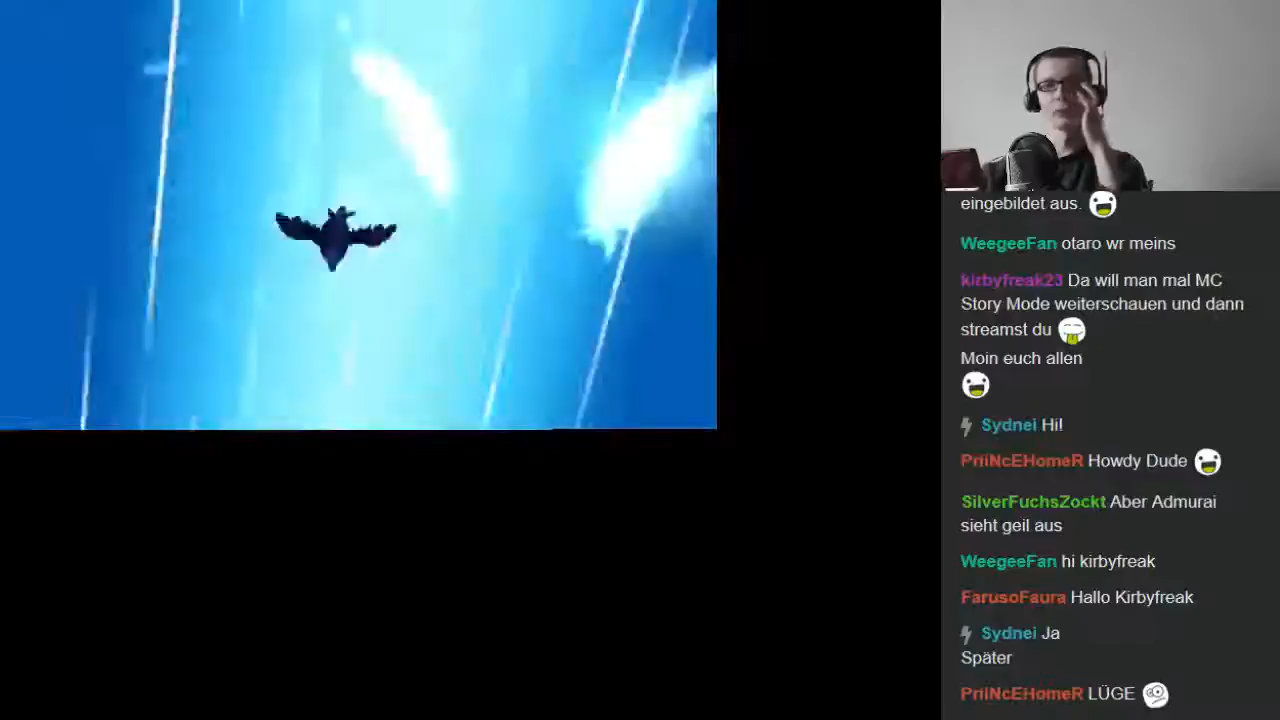 eingebildet aus.
WeegeeFan otaro wr meins
kirbyfreak23 Da will man mal MC
Story Mode weiterschauen und dann
streamst du
Moin euch allen
Sydnei Hi!
PriiNcEHomeR Howdy Dude
SilverFuchsZockt Aber Admurai
sieht geil aus
WeegeeFan hi kirbyfreak
FarusoFaura Hallo Kirbyfreak
Sydnei Ja
Später
PriiNcEHomeR LÜGE